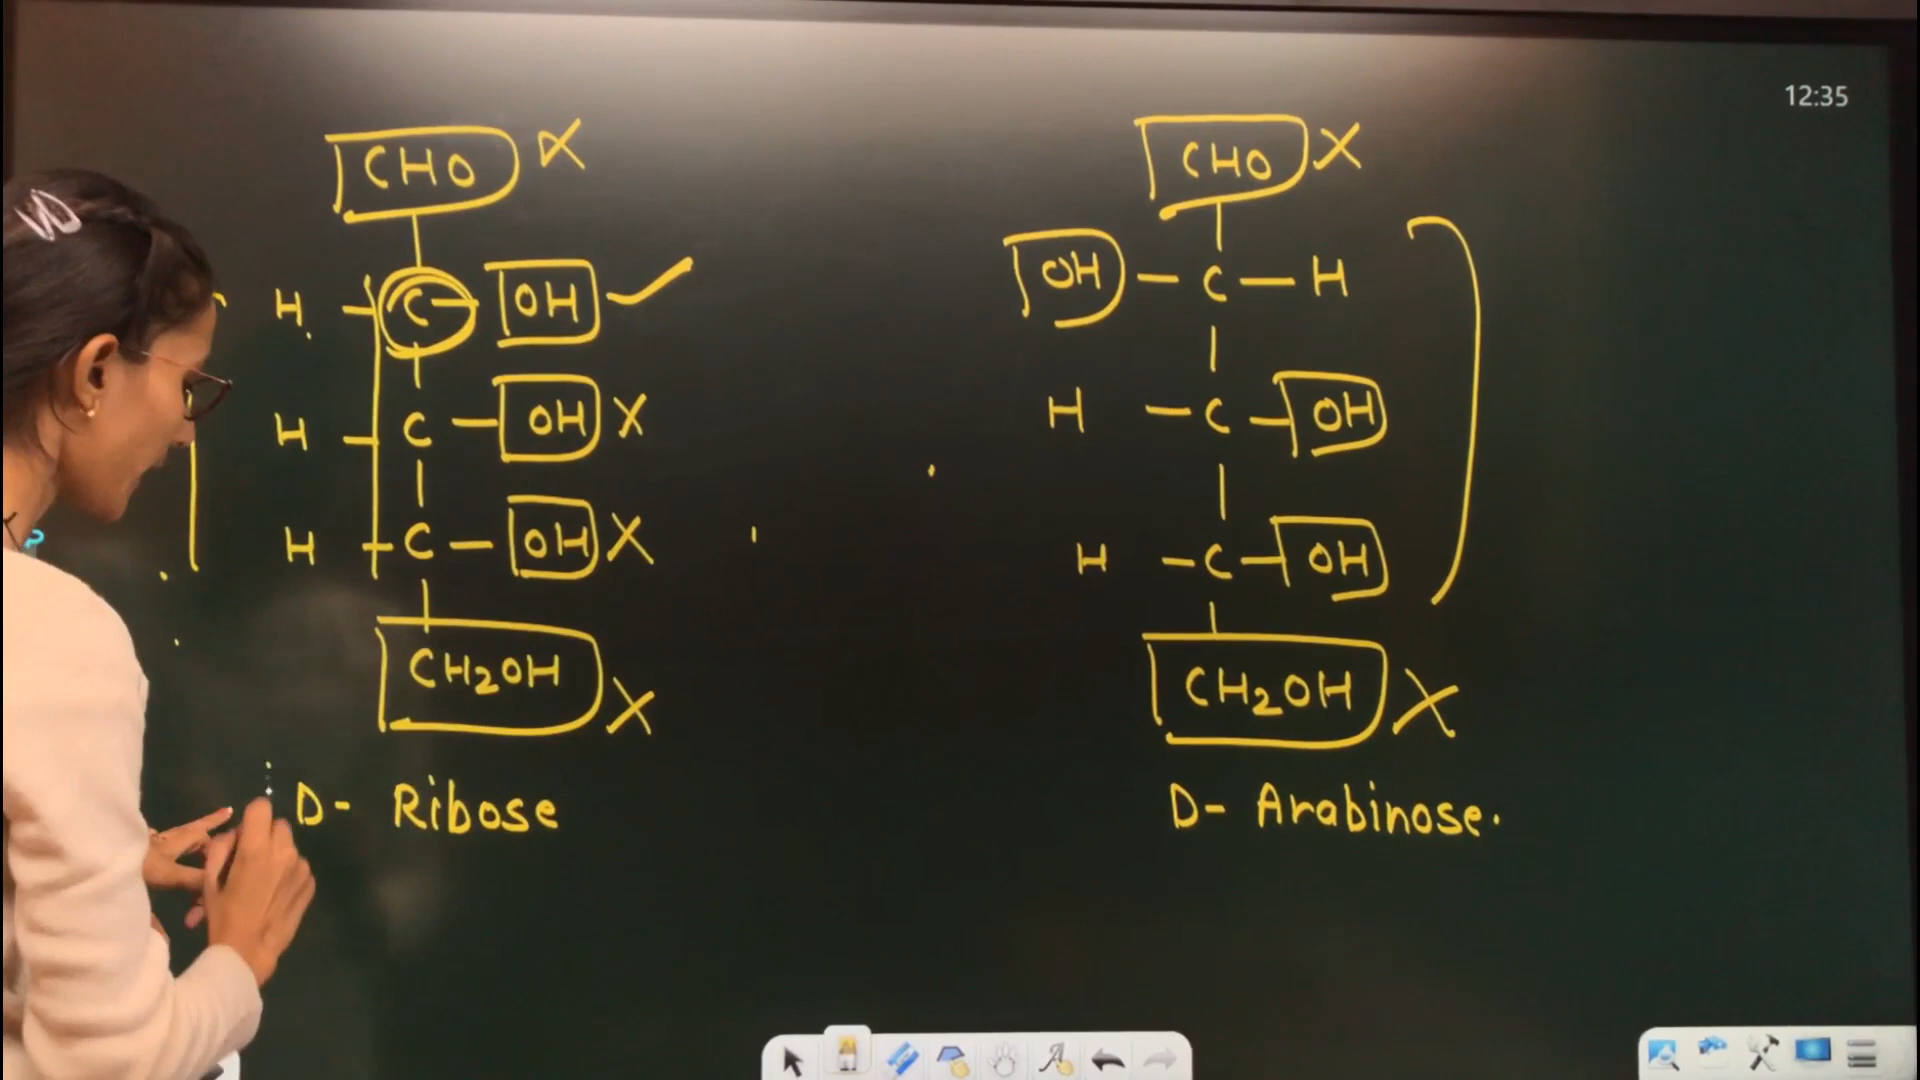 12:35
CHO X
H - C - OH ✓
H - C - OH X
H - C - OH X
CH2OH X
D- Ribose
CHO X
OH - C - H
H - C - OH
H - C - OH
CH2OH X
D- Arabinose.